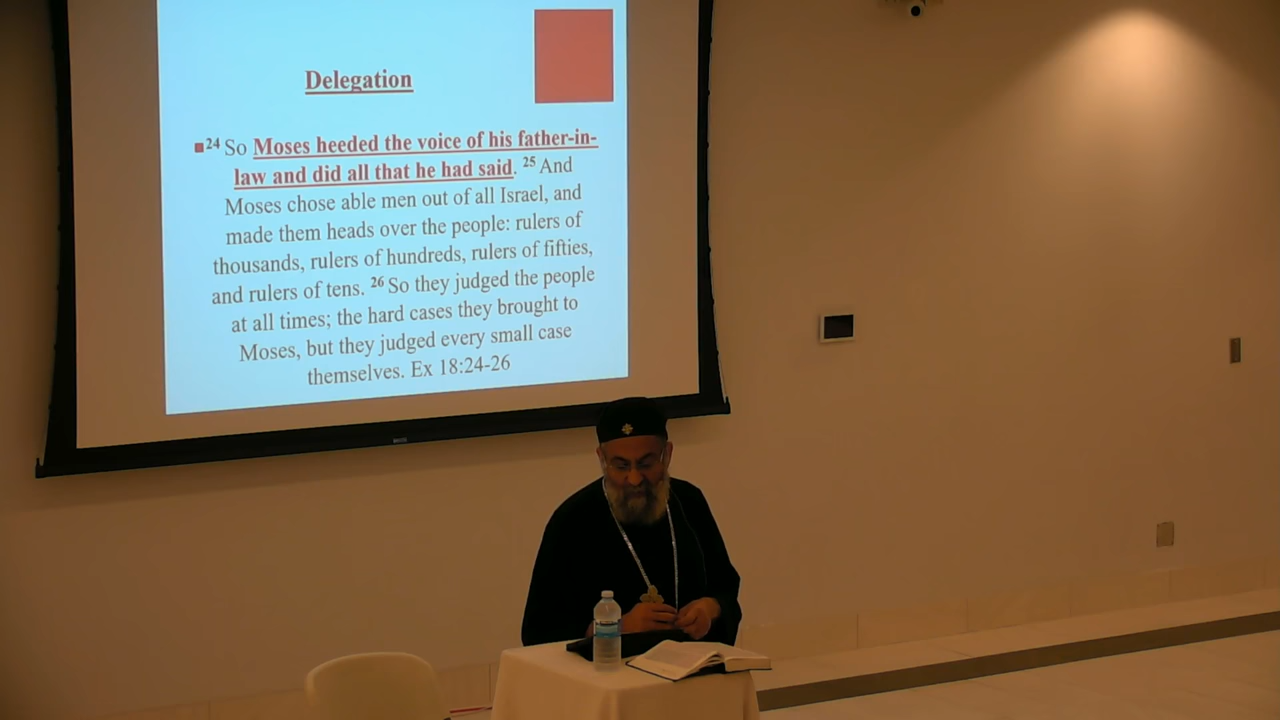 Delegation
24 So Moses heeded the voice of his father-in-
law and did all that he had said. 25 And
Moses chose able men out of all Israel, and
made them heads over the people: rulers of
thousands, rulers of hundreds, rulers of fifties,
and rulers of tens. 26 So they judged the people
at all times; the hard cases they brought to
Moses, but they judged every small case
themselves. Ex 18:24-26